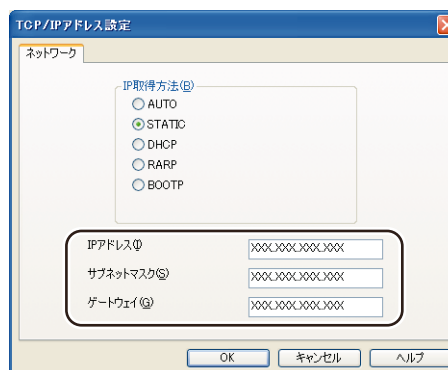 TCP/IPアドレス設定
ネットワーク
IP取得方法(B)
AUTO
STATIC
DHCP
RARP
BOOTP
IPアドレス(I) XXX.XXX.XXX.XXX
サブネットマスク(S) XXX.XXX.XXX.XXX
ゲートウェイ(G) XXX.XXX.XXX.XXX
OK キャンセル ヘルプ